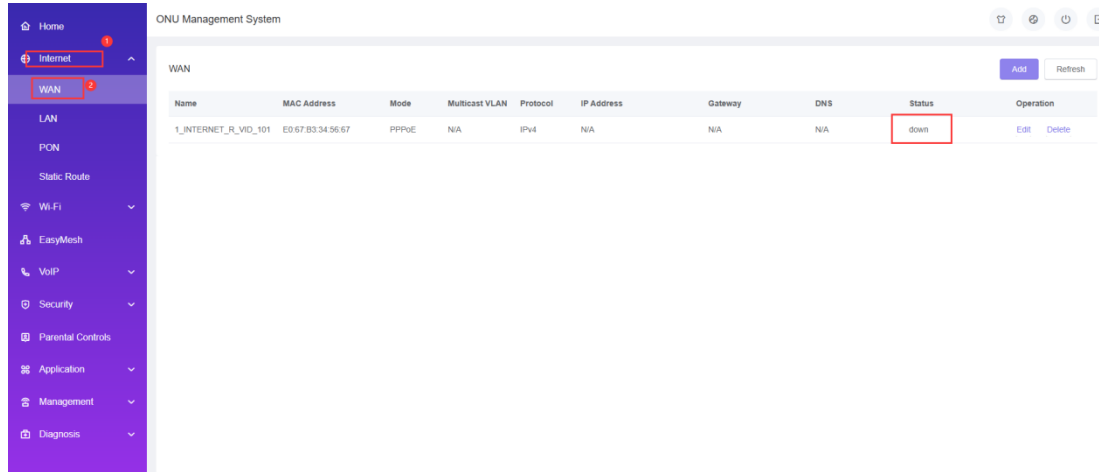 ONU Management System
Home
1
Internet
WAN
2
LAN
PON
Static Route
Wi-Fi
EasyMesh
VoIP
Security
Parental Controls
Application
Management
Diagnosis
WAN
Add Refresh
Name MAC Address Mode Multicast VLAN Protocol IP Address Gateway DNS Status Operation
1_INTERNET_R_VID_101 E0:67:B3:34:56:67 PPPoE N/A IPv4 N/A N/A N/A down Edit Delete